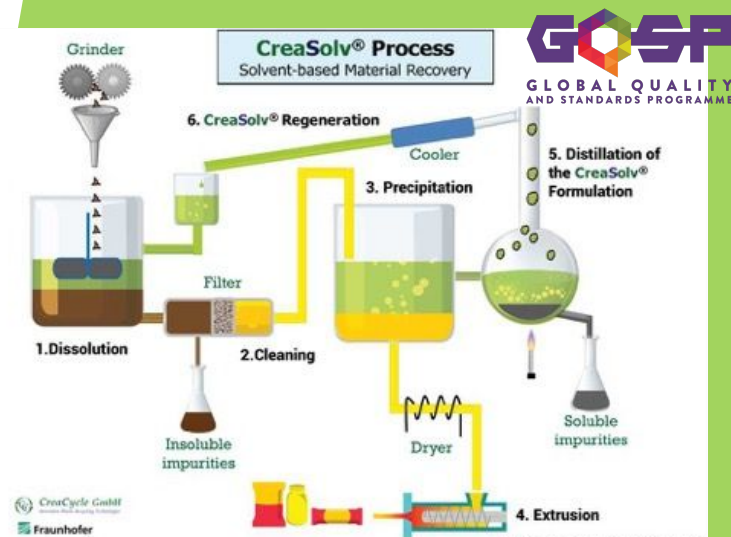 CreaSolv® Process
Solvent-based Material Recovery
GQSP
GLOBAL QUALITY
AND STANDARDS PROGRAMME
Grinder
6. CreaSolv® Regeneration
Cooler
5. Distillation of
the CreaSolv®
Formulation
3. Precipitation
Filter
1.Dissolution
2.Cleaning
Insoluble
impurities
Dryer
Soluble
impurities
4. Extrusion
CreaCycle GmbH
Fraunhofer